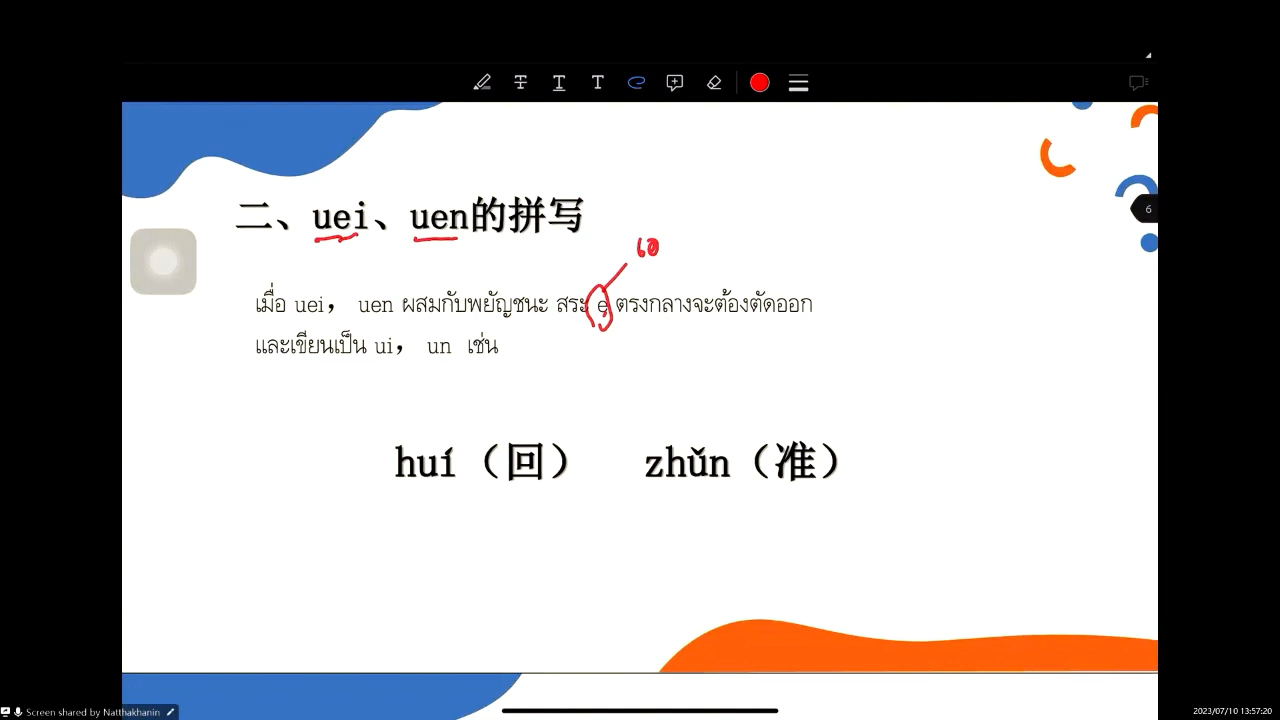 6
二、uei、uen的拼写
เอ
เมื่อ uei， uen ผสมกับพยัญชนะ สระ e ตรงกลางจะต้องตัดออก
และเขียนเป็น ui， un เช่น
huí（回） zhǔn（准）
Screen shared by Natthakhanin
2023/07/10 13:57:20